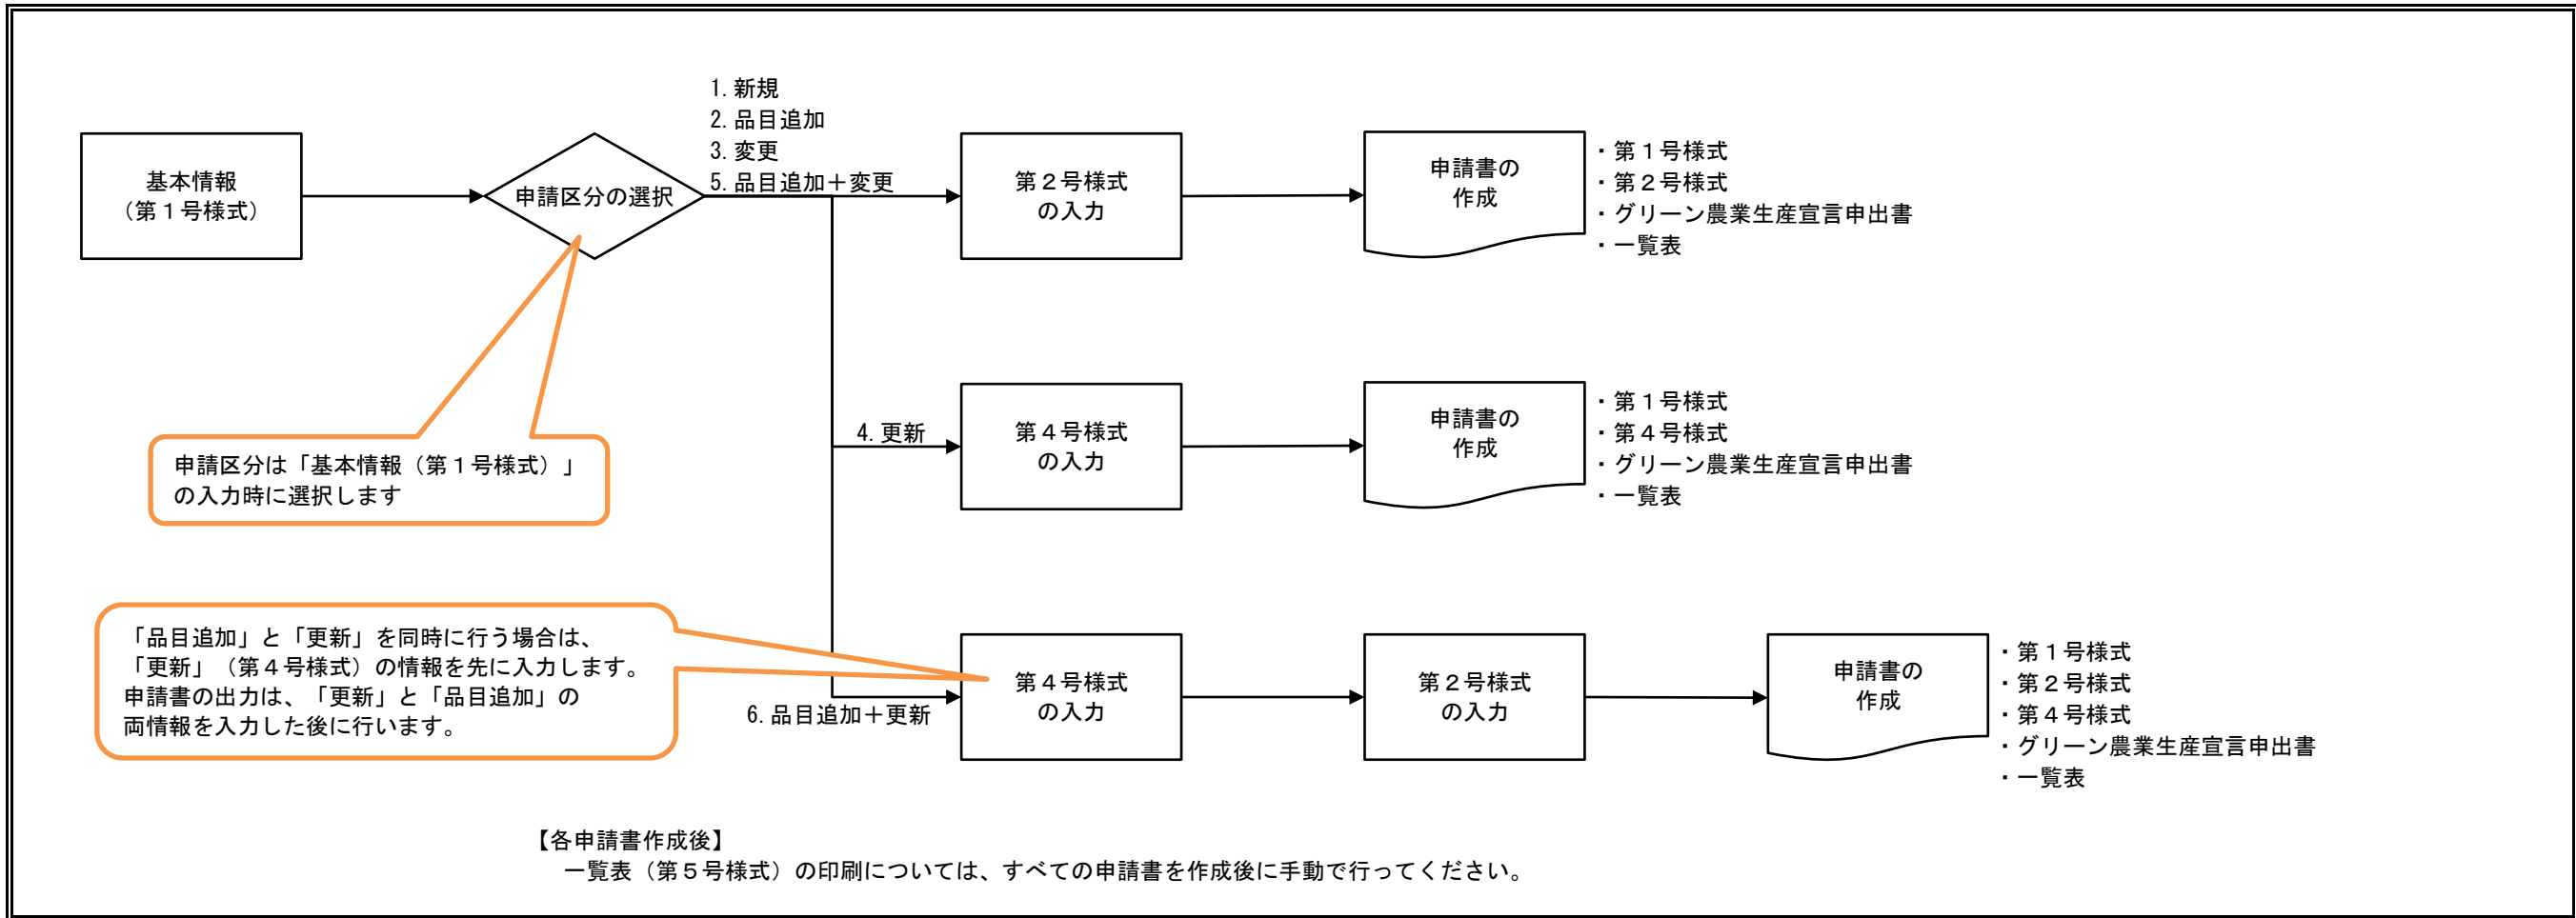 基本情報
（第１号様式）
申請区分の選択
1. 新規
2. 品目追加
3. 変更
5. 品目追加＋変更
第２号様式
の入力
申請書の
作成
・第１号様式
・第２号様式
・グリーン農業生産宣言申出書
・一覧表
申請区分は「基本情報（第１号様式）」
の入力時に選択します
4. 更新
第４号様式
の入力
申請書の
作成
・第１号様式
・第４号様式
・グリーン農業生産宣言申出書
・一覧表
「品目追加」と「更新」を同時に行う場合は、
「更新」（第４号様式）の情報を先に入力します。
申請書の出力は、「更新」と「品目追加」の
両情報を入力した後に行います。
6. 品目追加＋更新
第４号様式
の入力
第２号様式
の入力
申請書の
作成
・第１号様式
・第２号様式
・第４号様式
・グリーン農業生産宣言申出書
・一覧表
【各申請書作成後】
一覧表（第５号様式）の印刷については、すべての申請書を作成後に手動で行ってください。